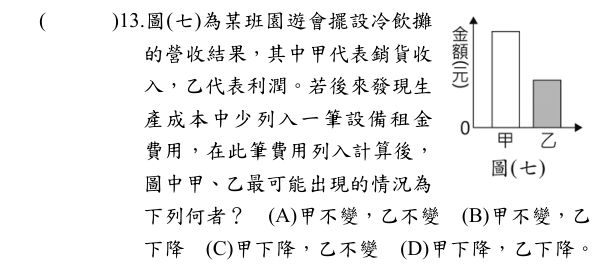 (　　)13.圖(七)為某班園遊會擺設冷飲攤
的營收結果，其中甲代表銷貨收
入，乙代表利潤。若後來發現生
產成本中少列入一筆設備租金
費用，在此筆費用列入計算後，
圖中甲、乙最可能出現的情況為
下列何者？ (A)甲不變，乙不變 (B)甲不變，乙
下降 (C)甲下降，乙不變 (D)甲下降，乙下降。
金額(元)
0
甲 乙
圖(七)